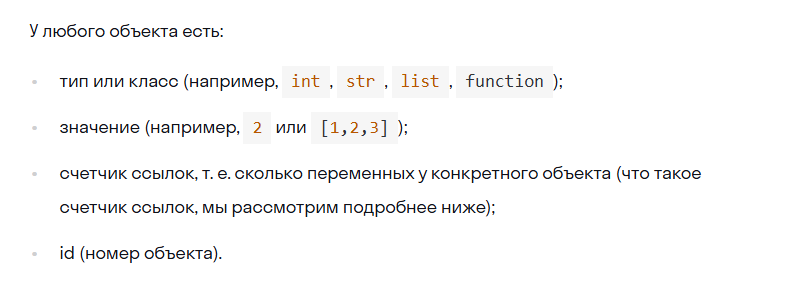 У любого объекта есть:
• тип или класс (например, int , str , list , function );
• значение (например, 2 или [1,2,3] );
• счетчик ссылок, т. е. сколько переменных у конкретного объекта (что такое
счетчик ссылок, мы рассмотрим подробнее ниже);
• id (номер объекта).